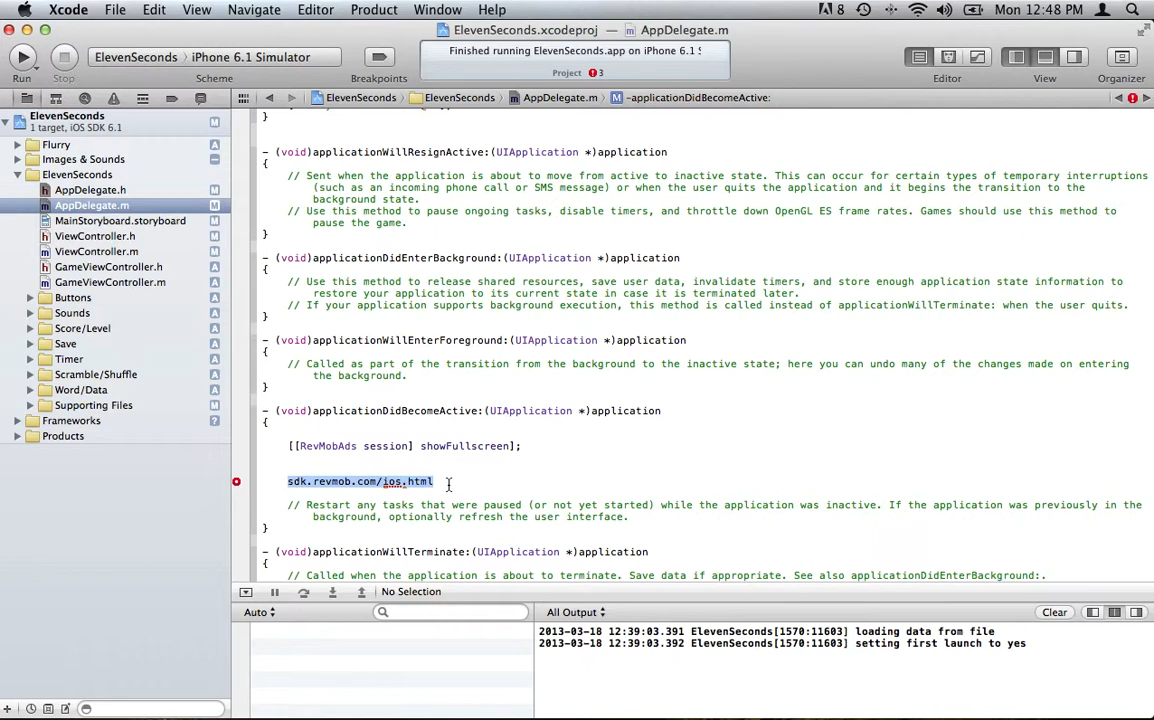 Xcode File Edit View Navigate Editor Product Window Help 8 Mon 12:48 PM
ElevenSeconds.xcodeproj — AppDelegate.m
ElevenSeconds iPhone 6.1 Simulator
Finished running ElevenSeconds.app on iPhone 6.1 S
Project 3
Run Stop Scheme Breakpoints Editor View Organizer
ElevenSeconds ElevenSeconds AppDelegate.m -applicationDidBecomeActive:
ElevenSeconds
1 target, iOS SDK 6.1
Flurry
Images & Sounds
ElevenSeconds
AppDelegate.h
AppDelegate.m
MainStoryboard.storyboard
ViewController.h
ViewController.m
GameViewController.h
GameViewController.m
Buttons
Sounds
Score/Level
Save
Timer
Scramble/Shuffle
Word/Data
Supporting Files
Frameworks
Products
}
- (void)applicationWillResignActive:(UIApplication *)application
{
// Sent when the application is about to move from active to inactive state. This can occur for certain types of temporary interruptions
(such as an incoming phone call or SMS message) or when the user quits the application and it begins the transition to the
background state.
// Use this method to pause ongoing tasks, disable timers, and throttle down OpenGL ES frame rates. Games should use this method to
pause the game.
}
- (void)applicationDidEnterBackground:(UIApplication *)application
{
// Use this method to release shared resources, save user data, invalidate timers, and store enough application state information to
restore your application to its current state in case it is terminated later.
// If your application supports background execution, this method is called instead of applicationWillTerminate: when the user quits.
}
- (void)applicationWillEnterForeground:(UIApplication *)application
{
// Called as part of the transition from the background to the inactive state; here you can undo many of the changes made on entering
the background.
}
- (void)applicationDidBecomeActive:(UIApplication *)application
{
[[RevMobAds session] showFullscreen];
sdk.revmob.com/ios.html
// Restart any tasks that were paused (or not yet started) while the application was inactive. If the application was previously in the
background, optionally refresh the user interface.
}
- (void)applicationWillTerminate:(UIApplication *)application
{
// Called when the application is about to terminate. Save data if appropriate. See also applicationDidEnterBackground:.
No Selection
Auto All Output Clear
2013-03-18 12:39:03.391 ElevenSeconds[1570:11603] loading data from file
2013-03-18 12:39:03.392 ElevenSeconds[1570:11603] setting first launch to yes